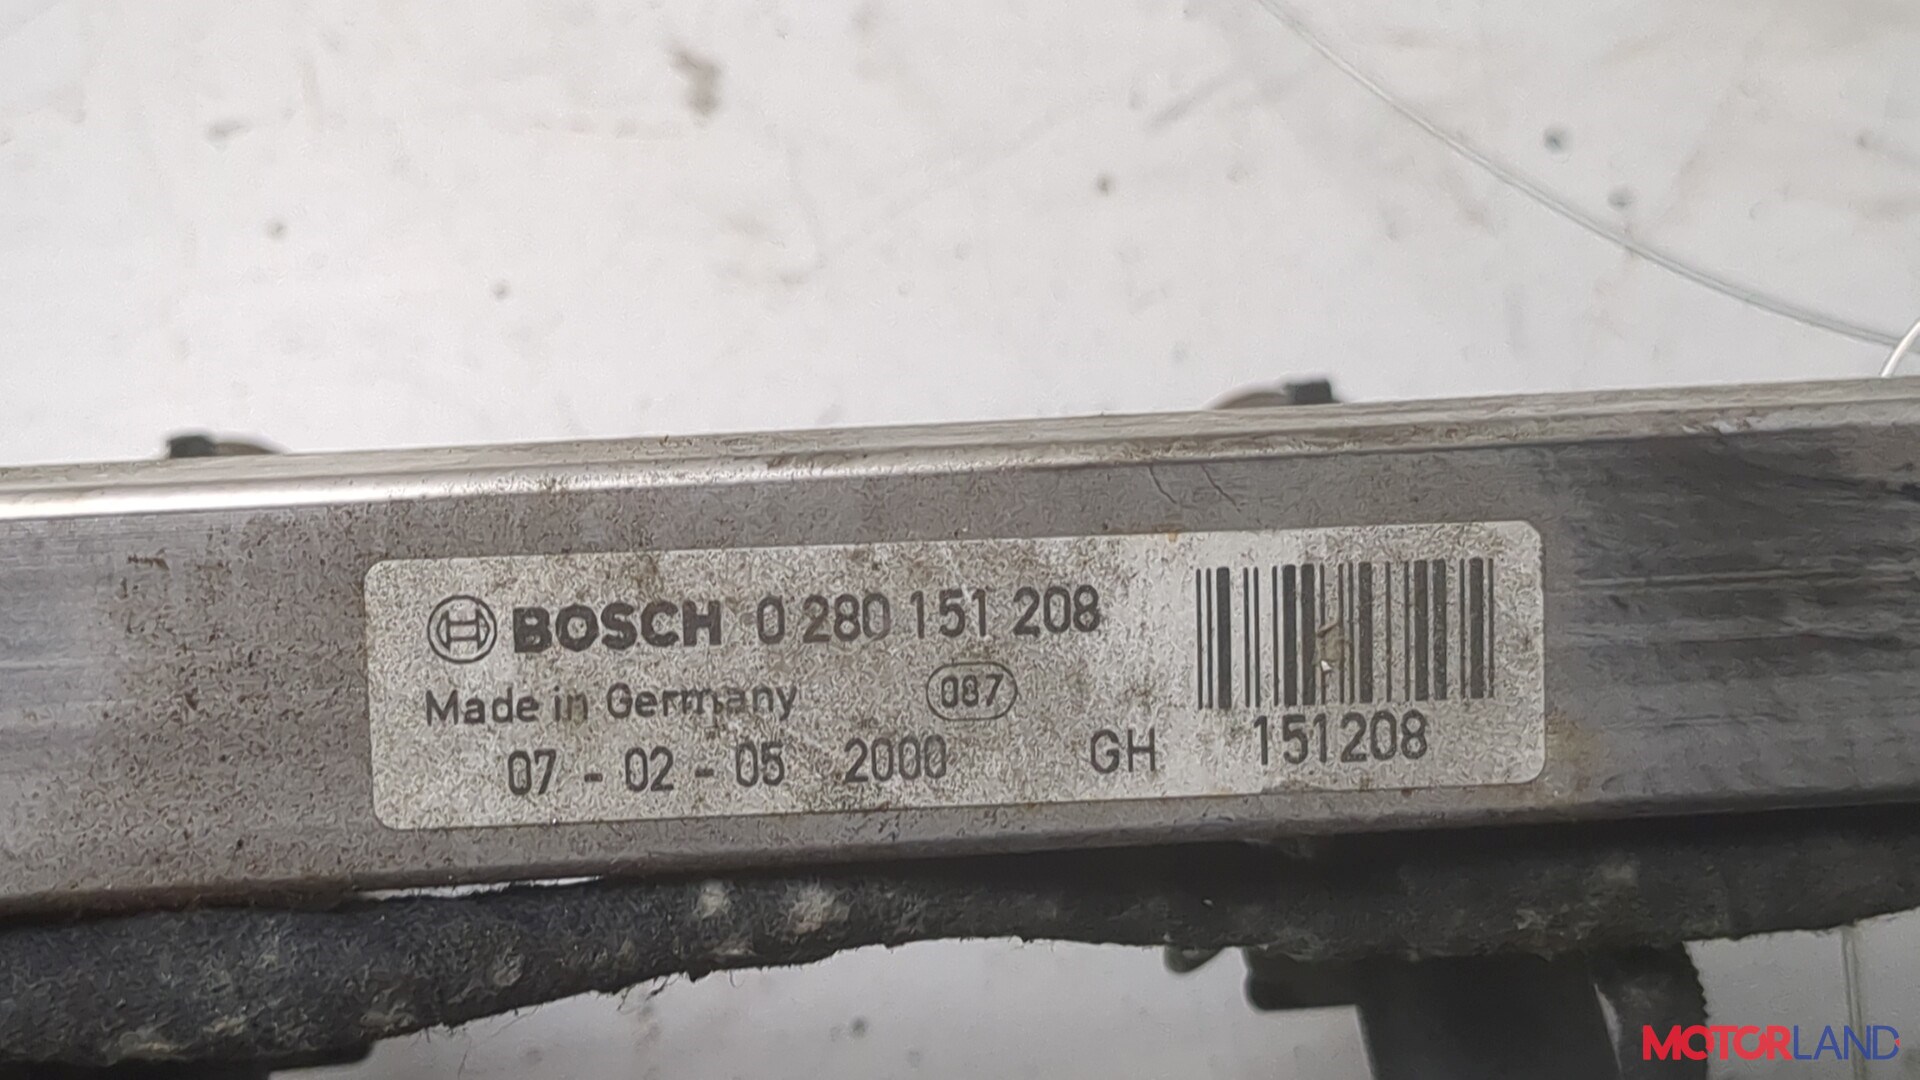 BOSCH 0 280 151 208
Made in Germany 087
07 - 02 - 05 2000 GH 151208
MOTORLAND